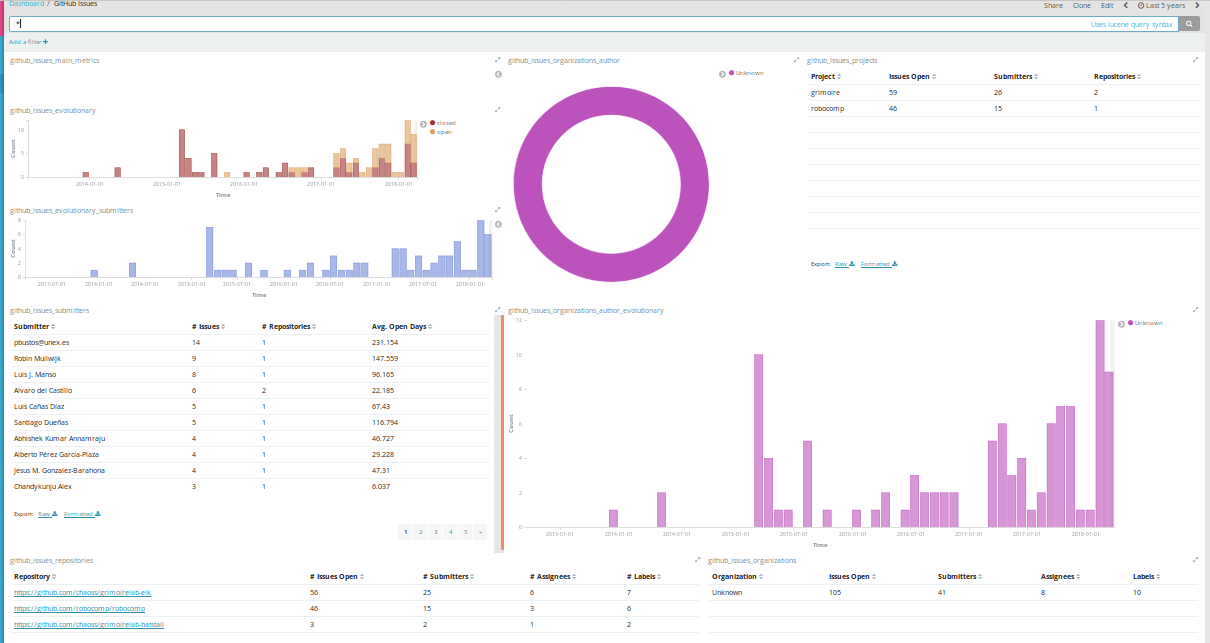 Dashboard / GitHub Issues
Share Clone Edit Last 5 years
*
Uses lucene query syntax
Add a filter +
github_issues_main_metrics
github_issues_evolutionary
closed
open
10
5
0
Count
2014-01-01 2015-01-01 2016-01-01 2017-01-01 2018-01-01
Time
github_issues_evolutionary_submitters
8
6
4
2
0
Count
2013-07-01 2014-01-01 2014-07-01 2015-01-01 2015-07-01 2016-01-01 2016-07-01 2017-01-01 2017-07-01 2018-01-01
Time
github_issues_organizations_author
Unknown
github_issues_projects
Project Issues Open Submitters Repositories
grimoire 59 26 2
robocomp 46 15 1
Export: Raw Formatted
github_issues_submitters
Submitter # Issues # Repositories Avg. Open Days
pbustos@unex.es 14 1 231.154
Robin Muilwijk 9 1 147.559
Luis J. Manso 8 1 96.165
Alvaro del Castillo 6 2 22.185
Luis Cañas Díaz 5 1 67.43
Santiago Dueñas 5 1 116.794
Abhishek Kumar Annamraju 4 1 46.727
Alberto Pérez García-Plaza 4 1 29.228
Jesus M. Gonzalez-Barahona 4 1 47.31
Chandykunju Alex 3 1 6.037
Export: Raw Formatted
1 2 3 4 5 »
github_issues_organizations_author_evolutionary
Unknown
12
10
8
6
4
2
0
Count
2013-07-01 2014-01-01 2014-07-01 2015-01-01 2015-07-01 2016-01-01 2016-07-01 2017-01-01 2017-07-01 2018-01-01
Time
github_issues_repositories
Repository # Issues Open # Submitters # Assignees # Labels
https://github.com/chaoss/grimoirelab-elk 56 25 6 7
https://github.com/robocomp/robocomp 46 15 3 6
https://github.com/chaoss/grimoirelab-hatstall 3 2 1 2
github_issues_organizations
Organization Issues Open Submitters Assignees Labels
Unknown 105 41 8 10